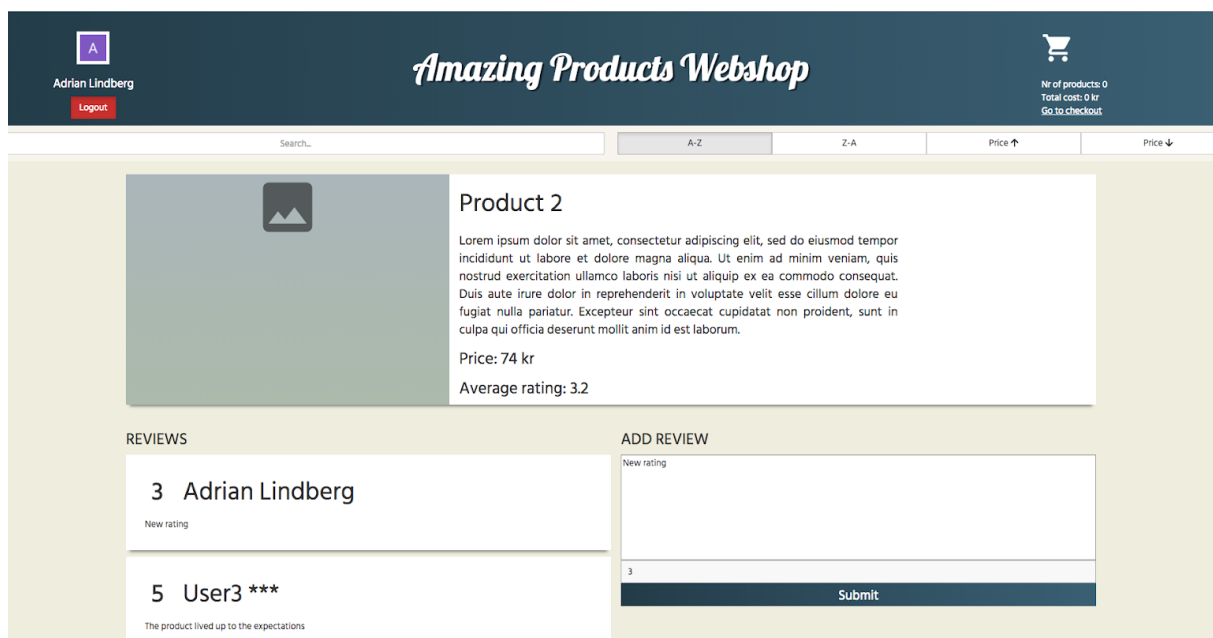 A
Adrian Lindberg
Logout
Amazing Products Webshop
Nr of products: 0
Total cost: 0 kr
Go to checkout
Search...
A-Z
Z-A
Price ↑
Price ↓
Product 2
Lorem ipsum dolor sit amet, consectetur adipiscing elit, sed do eiusmod tempor
incididunt ut labore et dolore magna aliqua. Ut enim ad minim veniam, quis
nostrud exercitation ullamco laboris nisi ut aliquip ex ea commodo consequat.
Duis aute irure dolor in reprehenderit in voluptate velit esse cillum dolore eu
fugiat nulla pariatur. Excepteur sint occaecat cupidatat non proident, sunt in
culpa qui officia deserunt mollit anim id est laborum.
Price: 74 kr
Average rating: 3.2
REVIEWS
3 Adrian Lindberg
New rating
5 User3 ***
The product lived up to the expectations
ADD REVIEW
New rating
3
Submit